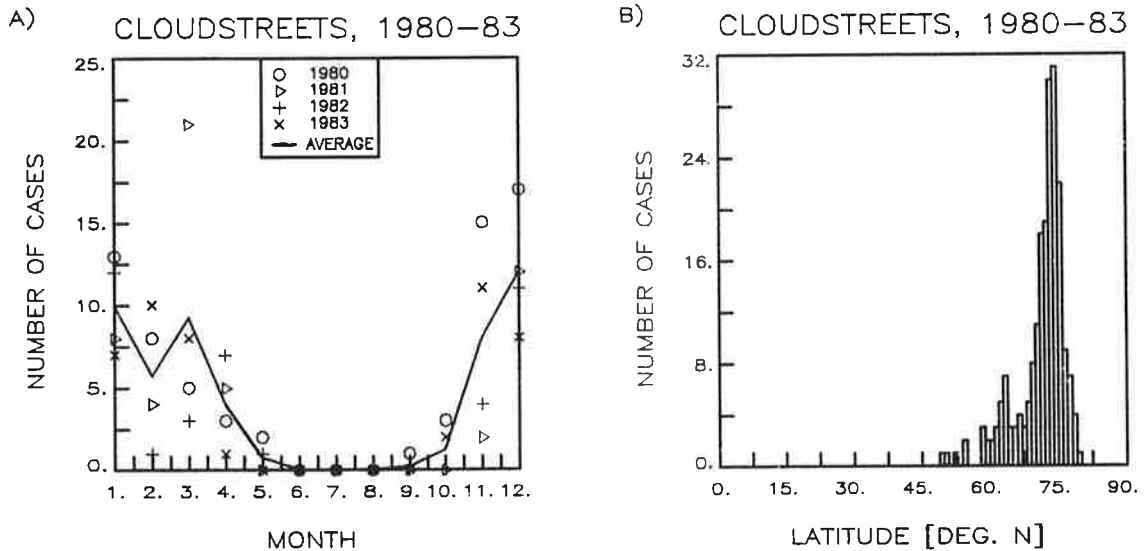 A)
CLOUDSTREETS, 1980-83
25.
20.
15.
10.
5.
0.
NUMBER OF CASES
1980
1981
1982
1983
AVERAGE
1. 2. 3. 4. 5. 6. 7. 8. 9. 10. 11. 12.
MONTH
B)
CLOUDSTREETS, 1980-83
32.
24.
16.
8.
0.
NUMBER OF CASES
0. 15. 30. 45. 60. 75. 90.
LATITUDE [DEG. N]